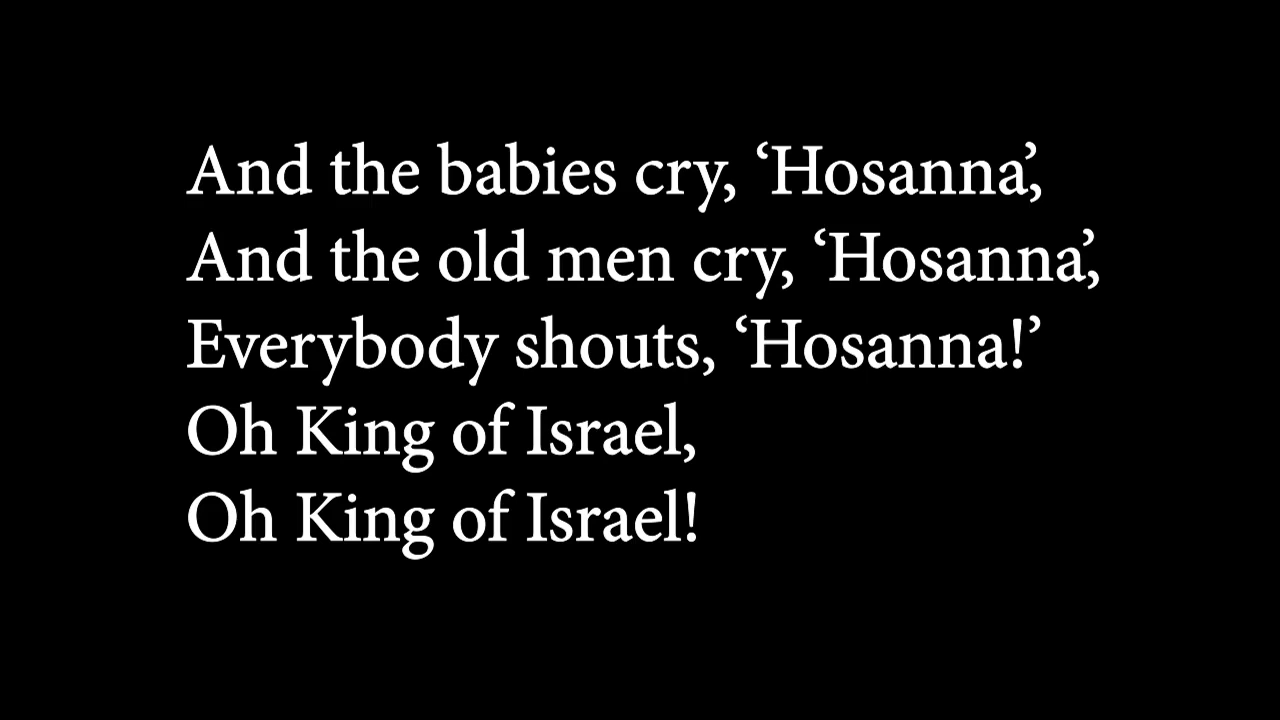 And the babies cry, ‘Hosanna’,
And the old men cry, ‘Hosanna’,
Everybody shouts, ‘Hosanna!’
Oh King of Israel,
Oh King of Israel!